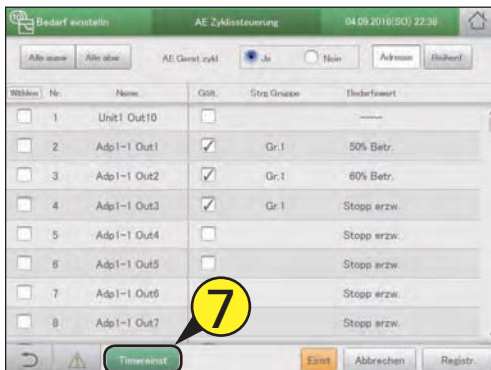 Bedarf einstelln AE Zyklissteuerung 04.09.2016(SO) 22:38
Alle ausw Alle abw AE Gerät zykl Ja Nein Adresse Reihenf
Wählen Nr. Name Gült. Strg Gruppe Bedarfswert
1 Unit1 Out10 -----
2 Adp1-1 Out1 Gr.1 50% Betr.
3 Adp1-1 Out2 Gr.1 60% Betr.
4 Adp1-1 Out3 Gr.1 Stopp erzw.
5 Adp1-1 Out4 Stopp erzw.
6 Adp1-1 Out5 Stopp erzw.
7 Adp1-1 Out6 Stopp erzw.
8 Adp1-1 Out7 Stopp erzw.
7
Timereinst Einst Abbrechen Registr.